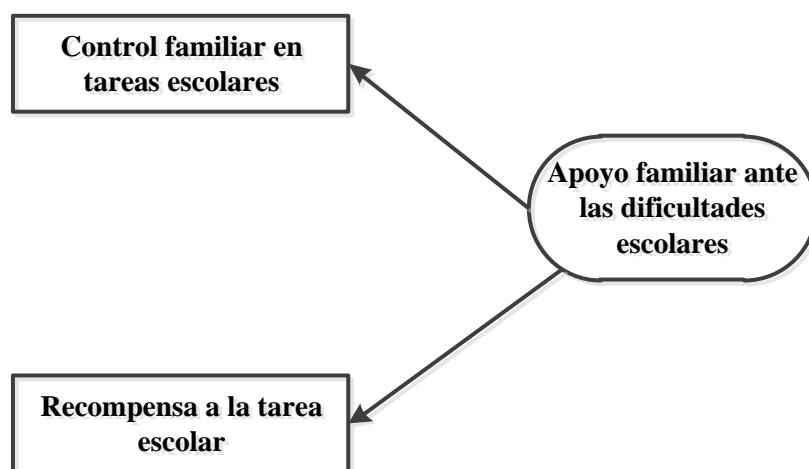 Control familiar en
tareas escolares
Apoyo familiar ante
las dificultades
escolares
Recompensa a la tarea
escolar